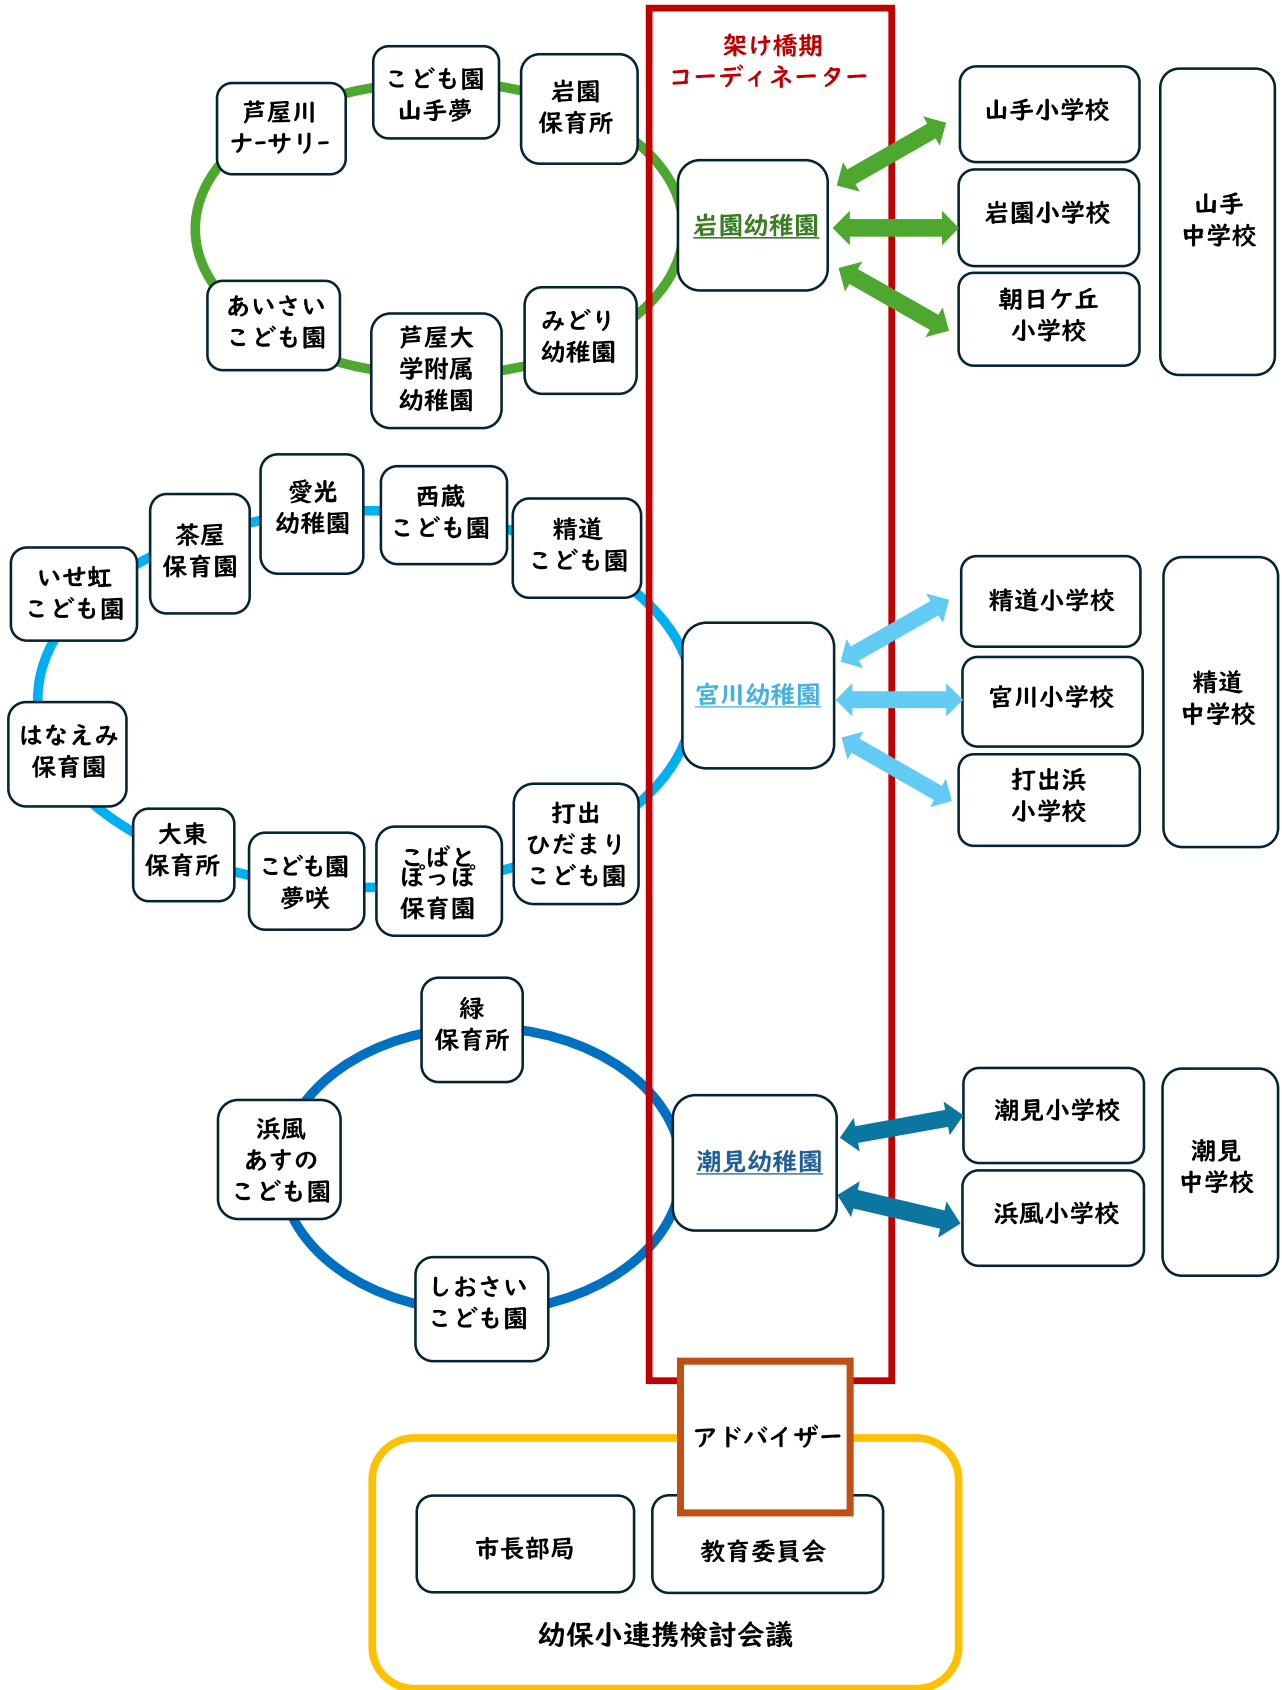 架け橋期
コーディネーター
芦屋川
ナーサリー
こども園
山手夢
岩園
保育所
あいさい
こども園
芦屋大
学附属
幼稚園
みどり
幼稚園
岩園幼稚園
山手小学校
岩園小学校
朝日ケ丘
小学校
山手
中学校
いせ虹
こども園
茶屋
保育園
愛光
幼稚園
西蔵
こども園
精道
こども園
はなえみ
保育園
大東
保育所
こども園
夢咲
こばと
ぽっぽ
保育園
打出
ひだまり
こども園
宮川幼稚園
精道小学校
宮川小学校
打出浜
小学校
精道
中学校
緑
保育所
浜風
あすの
こども園
しおさい
こども園
潮見幼稚園
潮見小学校
浜風小学校
潮見
中学校
アドバイザー
市長部局
教育委員会
幼保小連携検討会議